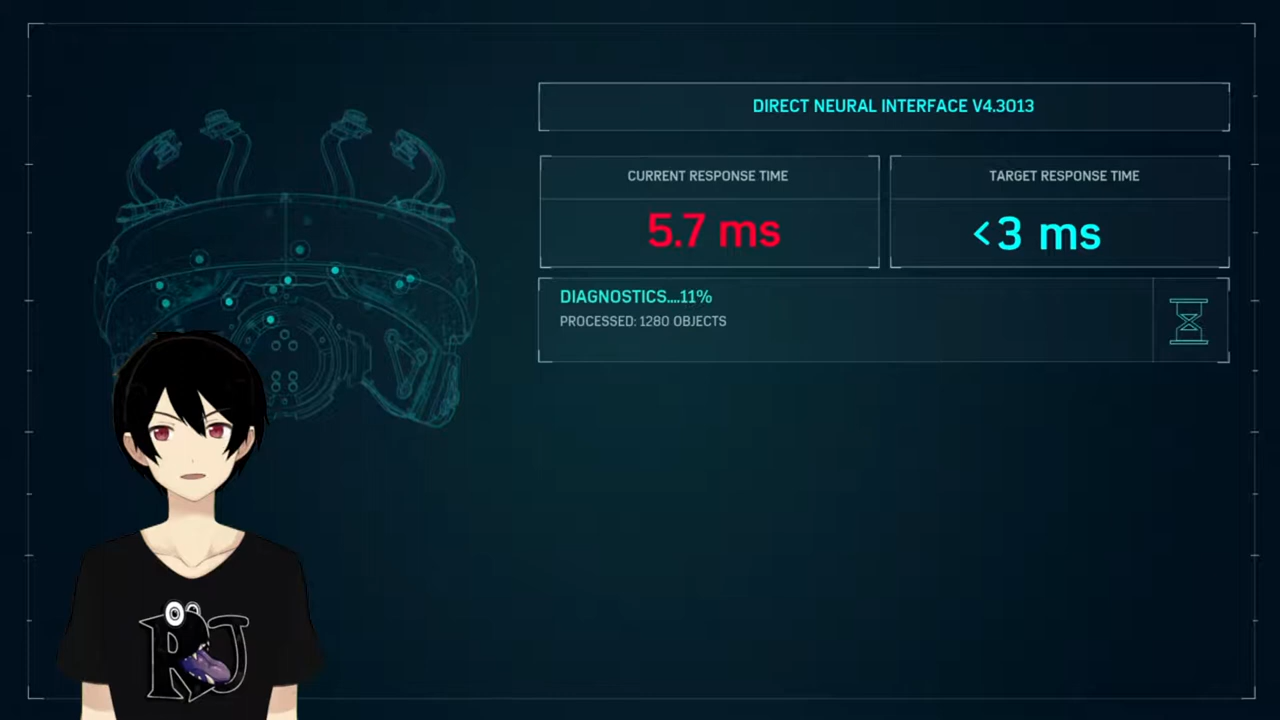 DIRECT NEURAL INTERFACE V4.3013
CURRENT RESPONSE TIME
5.7 ms
TARGET RESPONSE TIME
<3 ms
DIAGNOSTICS....11%
PROCESSED: 1280 OBJECTS
RJ